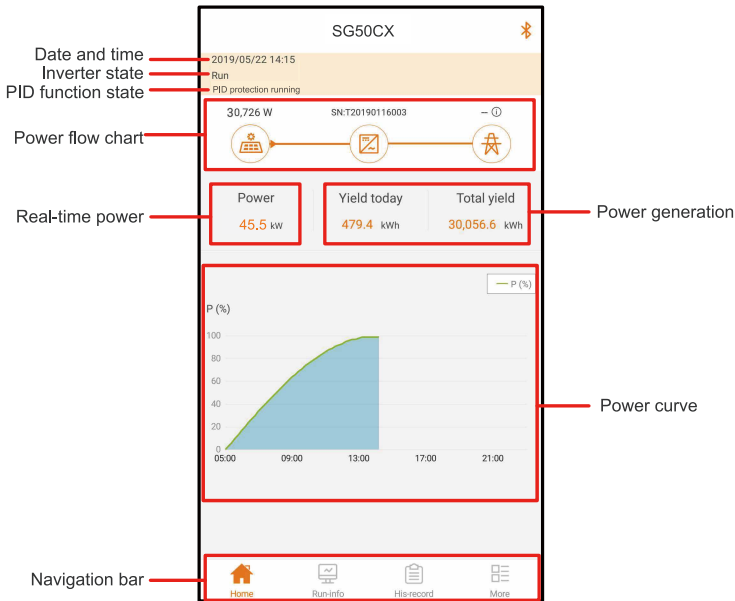 SG50CX
Date and time
2019/05/22 14:15
Inverter state
Run
PID function state
PID protection running
30,726 W
SN:T20190116003
– ⓘ
Power flow chart
Power
Yield today
Total yield
Real-time power
45.5 kW
479.4 kWh
30,056.6 kWh
Power generation
P (%)
P (%)
100
80
60
40
20
0
05:00 09:00 13:00 17:00 21:00
Power curve
Navigation bar
Home
Run-info
His-record
More